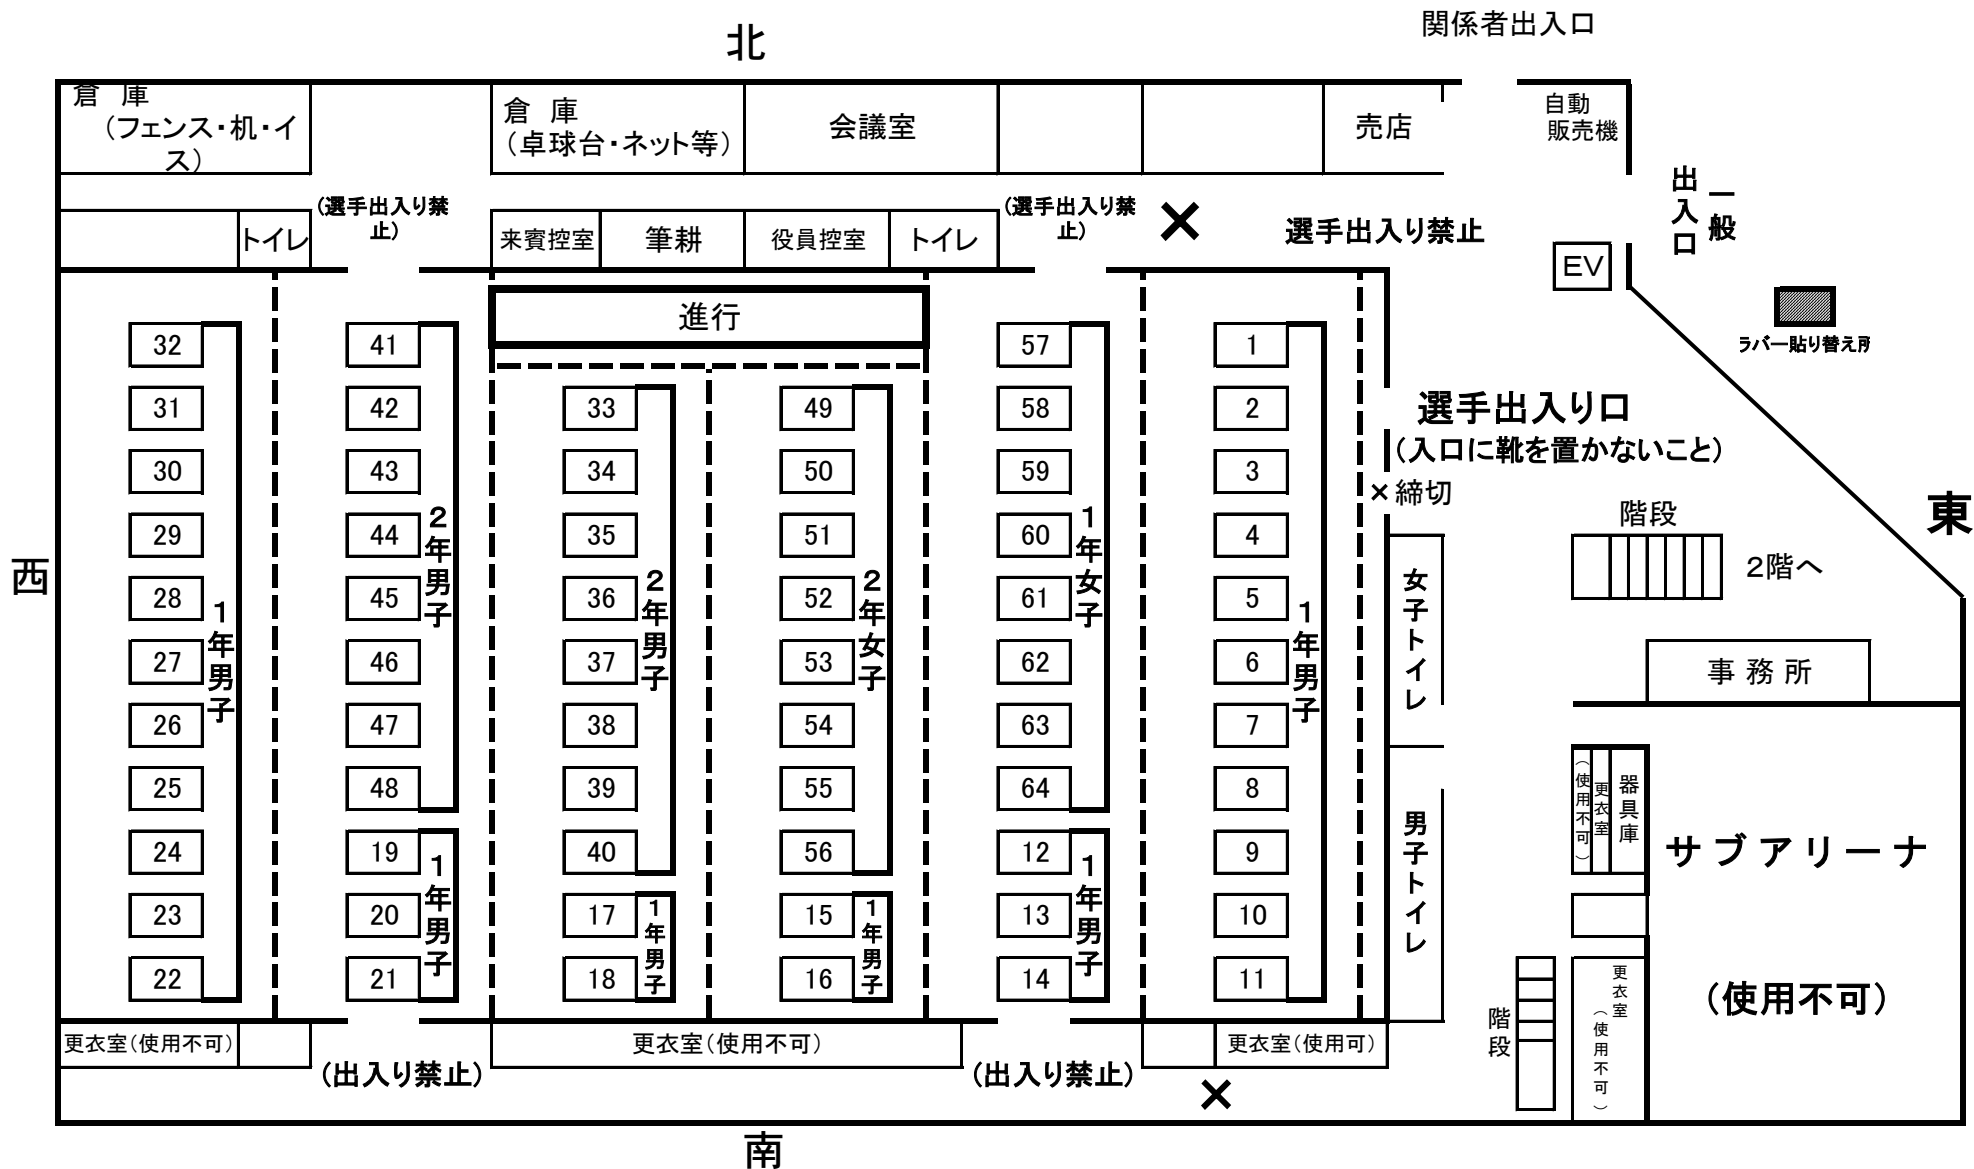 関係者出入口
北
倉 庫
（フェンス・机・イ
ス）
倉 庫
（卓球台・ネット等）
会議室
売店
自動
販売機
出入口
一般
（選手出入り禁
止）
（選手出入り禁
止）
×
選手出入り禁止
トイレ
来賓控室
筆耕
役員控室
トイレ
EV
進行
ラバー貼り替え所
32
41
57
1
31
42
33
49
58
2
選手出入り口
（入口に靴を置かないこと）
30
43
34
50
59
3
×締切
29
44
35
51
60
4
28
45
36
52
61
5
27
46
37
53
62
6
26
47
38
54
63
7
25
48
39
55
64
8
24
19
40
56
12
9
23
20
17
15
13
10
22
21
18
16
14
11
1年男子
2年男子
1年男子
2年男子
1年男子
2年女子
1年男子
1年女子
1年男子
1年男子
西
東
階段
2階へ
女子トイレ
男子トイレ
事 務 所
（使用不可）
更衣室
器具庫
サブアリーナ
（使用不可）
更衣室
（使用不可）
階段
更衣室（使用不可）
更衣室（使用不可）
更衣室（使用可）
（出入り禁止）
（出入り禁止）
×
南